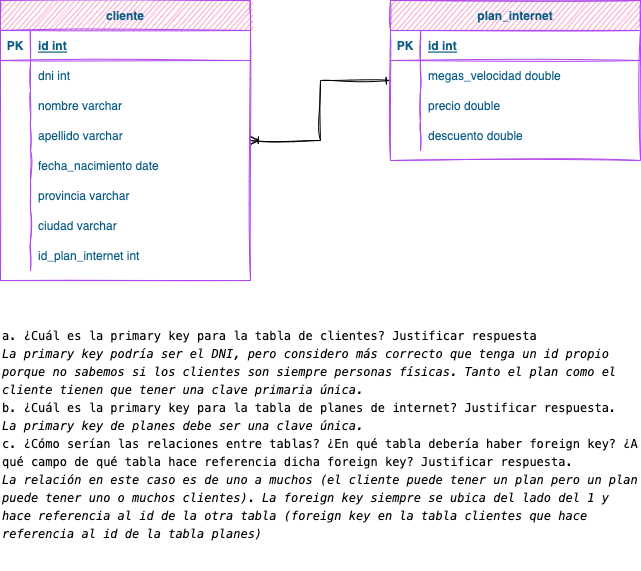 cliente
PK id int
dni int
nombre varchar
apellido varchar
fecha_nacimiento date
provincia varchar
ciudad varchar
id_plan_internet int
plan_internet
PK id int
megas_velocidad double
precio double
descuento double
a. ¿Cuál es la primary key para la tabla de clientes? Justificar respuesta
La primary key podría ser el DNI, pero considero más correcto que tenga un id propio
porque no sabemos si los clientes son siempre personas físicas. Tanto el plan como el
cliente tienen que tener una clave primaria única.
b. ¿Cuál es la primary key para la tabla de planes de internet? Justificar respuesta.
La primary key de planes debe ser una clave única.
c. ¿Cómo serían las relaciones entre tablas? ¿En qué tabla debería haber foreign key? ¿A
qué campo de qué tabla hace referencia dicha foreign key? Justificar respuesta.
La relación en este caso es de uno a muchos (el cliente puede tener un plan pero un plan
puede tener uno o muchos clientes). La foreign key siempre se ubica del lado del 1 y
hace referencia al id de la otra tabla (foreign key en la tabla clientes que hace
referencia al id de la tabla planes)